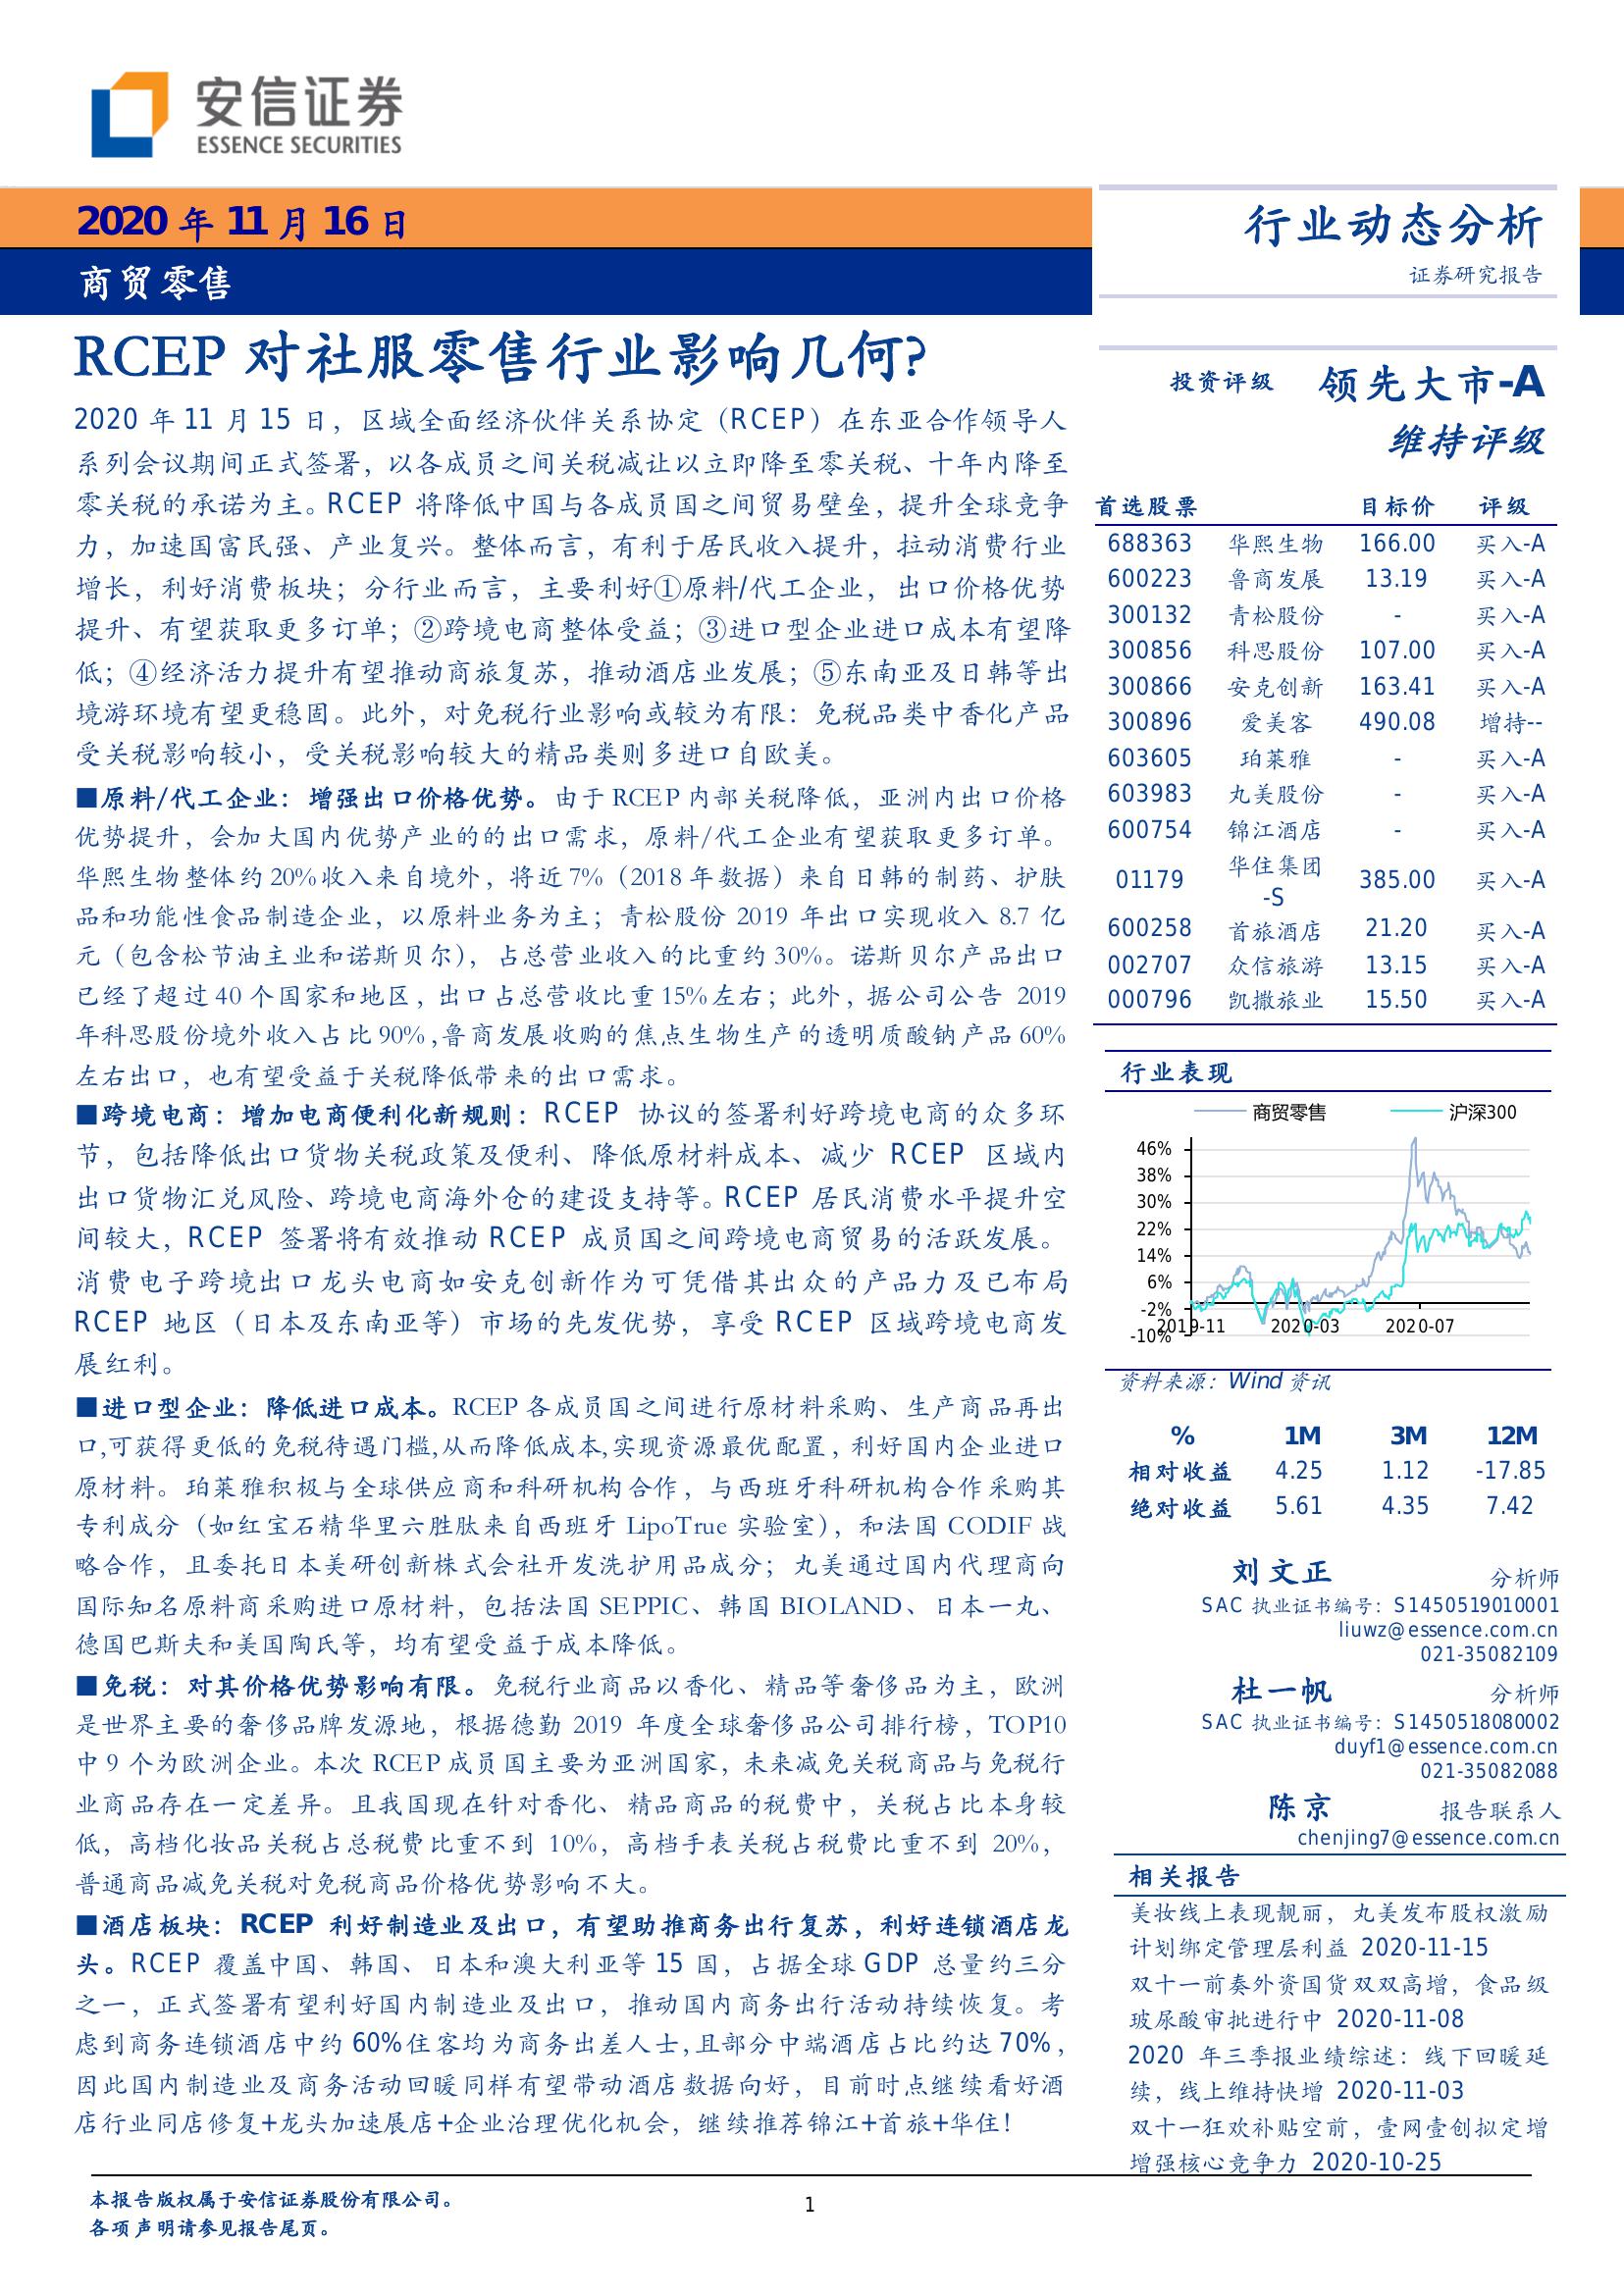 安信证券
ESSENCE SECURITIES
2020 年 11 月 16 日
商贸零售
RCEP 对社服零售行业影响几何?
2020 年 11 月 15 日，区域全面经济伙伴关系协定（RCEP）在东亚合作领导人
系列会议期间正式签署，以各成员之间关税减让以立即降至零关税、十年内降至
零关税的承诺为主。RCEP 将降低中国与各成员国之间贸易壁垒，提升全球竞争
力，加速国富民强、产业复兴。整体而言，有利于居民收入提升，拉动消费行业
增长，利好消费板块；分行业而言，主要利好①原料/代工企业，出口价格优势
提升、有望获取更多订单；②跨境电商整体受益；③进口型企业进口成本有望降
低；④经济活力提升有望推动商旅复苏，推动酒店业发展；⑤东南亚及日韩等出
境游环境有望更稳固。此外，对免税行业影响或较为有限：免税品类中香化产品
受关税影响较小，受关税影响较大的精品类则多进口自欧美。
■原料/代工企业：增强出口价格优势。由于 RCEP 内部关税降低，亚洲内出口价格
优势提升，会加大国内优势产业的的出口需求，原料/代工企业有望获取更多订单。
华熙生物整体约 20%收入来自境外，将近 7%（2018 年数据）来自日韩的制药、护肤
品和功能性食品制造企业，以原料业务为主；青松股份 2019 年出口实现收入 8.7 亿
元（包含松节油主业和诺斯贝尔），占总营业收入的比重约 30%。诺斯贝尔产品出口
已经了超过 40 个国家和地区，出口占总营收比重 15%左右；此外，据公司公告 2019
年科思股份境外收入占比 90%,鲁商发展收购的焦点生物生产的透明质酸钠产品 60%
左右出口，也有望受益于关税降低带来的出口需求。
■跨境电商：增加电商便利化新规则：RCEP 协议的签署利好跨境电商的众多环
节，包括降低出口货物关税政策及便利、降低原材料成本、减少 RCEP 区域内
出口货物汇兑风险、跨境电商海外仓的建设支持等。RCEP 居民消费水平提升空
间较大，RCEP 签署将有效推动 RCEP 成员国之间跨境电商贸易的活跃发展。
消费电子跨境出口龙头电商如安克创新作为可凭借其出众的产品力及已布局
RCEP 地区（日本及东南亚等）市场的先发优势，享受 RCEP 区域跨境电商发
展红利。
■进口型企业：降低进口成本。RCEP 各成员国之间进行原材料采购、生产商品再出
口,可获得更低的免税待遇门槛,从而降低成本,实现资源最优配置，利好国内企业进口
原材料。珀莱雅积极与全球供应商和科研机构合作，与西班牙科研机构合作采购其
专利成分（如红宝石精华里六胜肽来自西班牙 LipoTrue 实验室），和法国 CODIF 战
略合作，且委托日本美研创新株式会社开发洗护用品成分；丸美通过国内代理商向
国际知名原料商采购进口原材料，包括法国 SEPPIC、韩国 BIOLAND、日本一丸、
德国巴斯夫和美国陶氏等，均有望受益于成本降低。
■免税：对其价格优势影响有限。免税行业商品以香化、精品等奢侈品为主，欧洲
是世界主要的奢侈品牌发源地，根据德勤 2019 年度全球奢侈品公司排行榜，TOP10
中 9 个为欧洲企业。本次 RCEP 成员国主要为亚洲国家，未来减免关税商品与免税行
业商品存在一定差异。且我国现在针对香化、精品商品的税费中，关税占比本身较
低，高档化妆品关税占总税费比重不到 10%，高档手表关税占税费比重不到 20%，
普通商品减免关税对免税商品价格优势影响不大。
■酒店板块：RCEP 利好制造业及出口，有望助推商务出行复苏，利好连锁酒店龙
头。RCEP 覆盖中国、韩国、日本和澳大利亚等 15 国，占据全球 GDP 总量约三分
之一，正式签署有望利好国内制造业及出口，推动国内商务出行活动持续恢复。考
虑到商务连锁酒店中约 60%住客均为商务出差人士,且部分中端酒店占比约达 70%，
因此国内制造业及商务活动回暖同样有望带动酒店数据向好，目前时点继续看好酒
店行业同店修复+龙头加速展店+企业治理优化机会，继续推荐锦江+首旅+华住！
行业动态分析
证券研究报告
投资评级 领先大市-A
维持评级
首选股票 目标价 评级
688363 华熙生物 166.00 买入-A
600223 鲁商发展 13.19 买入-A
300132 青松股份 - 买入-A
300856 科思股份 107.00 买入-A
300866 安克创新 163.41 买入-A
300896 爱美客 490.08 增持--
603605 珀莱雅 - 买入-A
603983 丸美股份 - 买入-A
600754 锦江酒店 - 买入-A
01179 华住集团-S 385.00 买入-A
600258 首旅酒店 21.20 买入-A
002707 众信旅游 13.15 买入-A
000796 凯撒旅业 15.50 买入-A
行业表现
商贸零售 沪深300
46%
38%
30%
22%
14%
6%
-2%
-10%
2019-11 2020-03 2020-07
资料来源：Wind 资讯
% 1M 3M 12M
相对收益 4.25 1.12 -17.85
绝对收益 5.61 4.35 7.42
刘文正 分析师
SAC 执业证书编号：S1450519010001
liuwz@essence.com.cn
021-35082109
杜一帆 分析师
SAC 执业证书编号：S1450518080002
duyf1@essence.com.cn
021-35082088
陈京 报告联系人
chenjing7@essence.com.cn
相关报告
美妆线上表现靓丽，丸美发布股权激励
计划绑定管理层利益 2020-11-15
双十一前奏外资国货双双高增，食品级
玻尿酸审批进行中 2020-11-08
2020 年三季报业绩综述：线下回暖延
续，线上维持快增 2020-11-03
双十一狂欢补贴空前，壹网壹创拟定增
增强核心竞争力 2020-10-25
本报告版权属于安信证券股份有限公司。
各项声明请参见报告尾页。
1